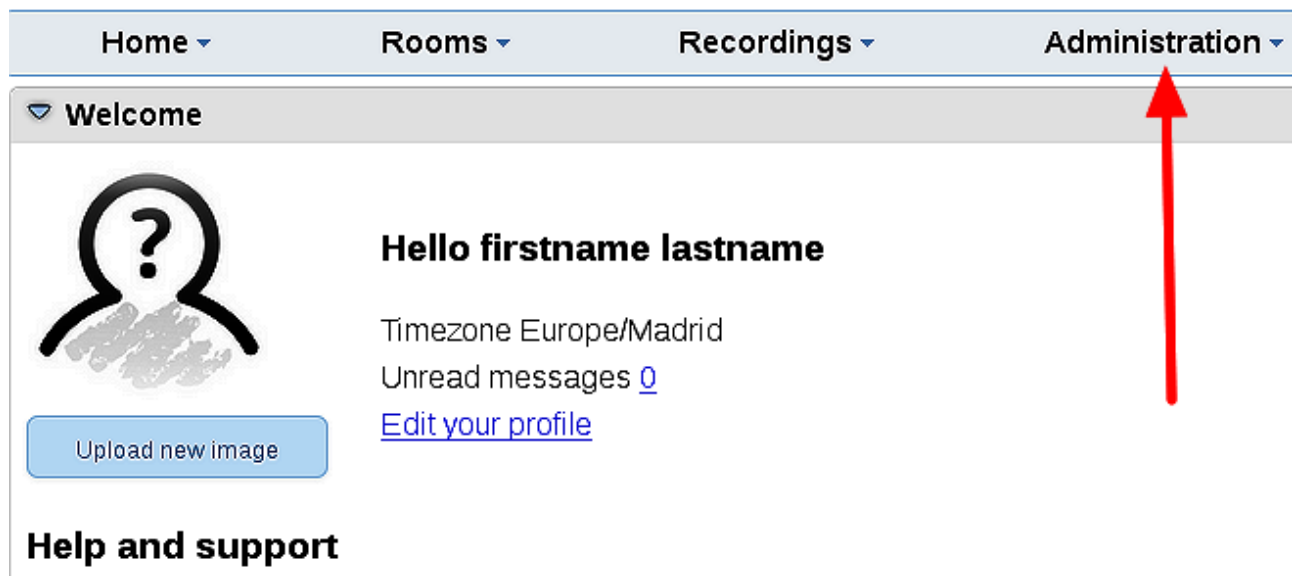 Home Rooms Recordings Administration
Welcome
?
Hello firstname lastname
Timezone Europe/Madrid
Unread messages 0
Edit your profile
Upload new image
Help and support